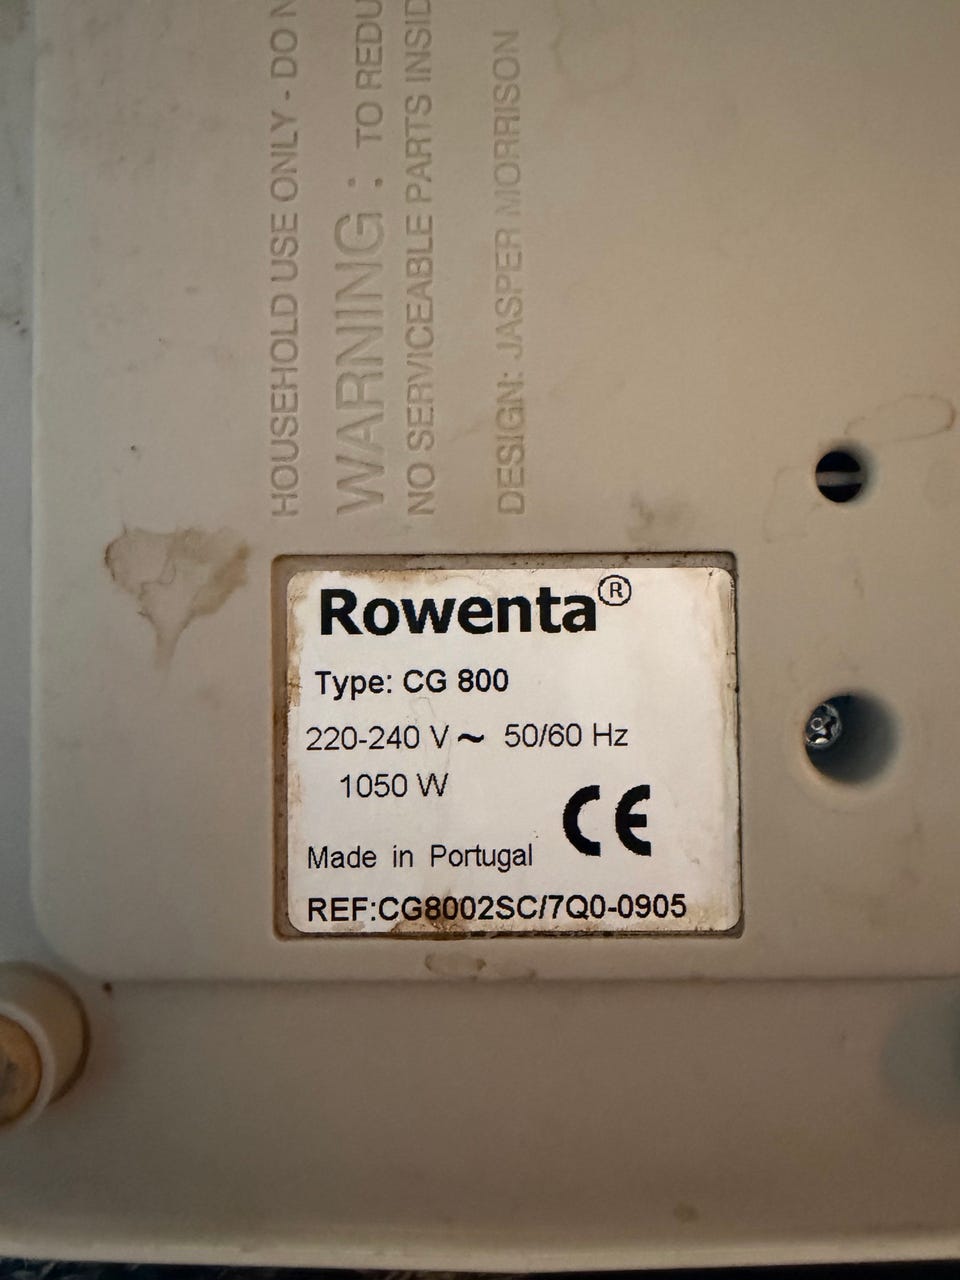 HOUSEHOLD USE ONLY - DO
WARNING : TO REDU
NO SERVICEABLE PARTS INSID
DESIGN: JASPER MORRISON
Rowenta®
Type: CG 800
220-240 V ~ 50/60 Hz
1050 W
CE
Made in Portugal
REF:CG8002SC/7Q0-0905